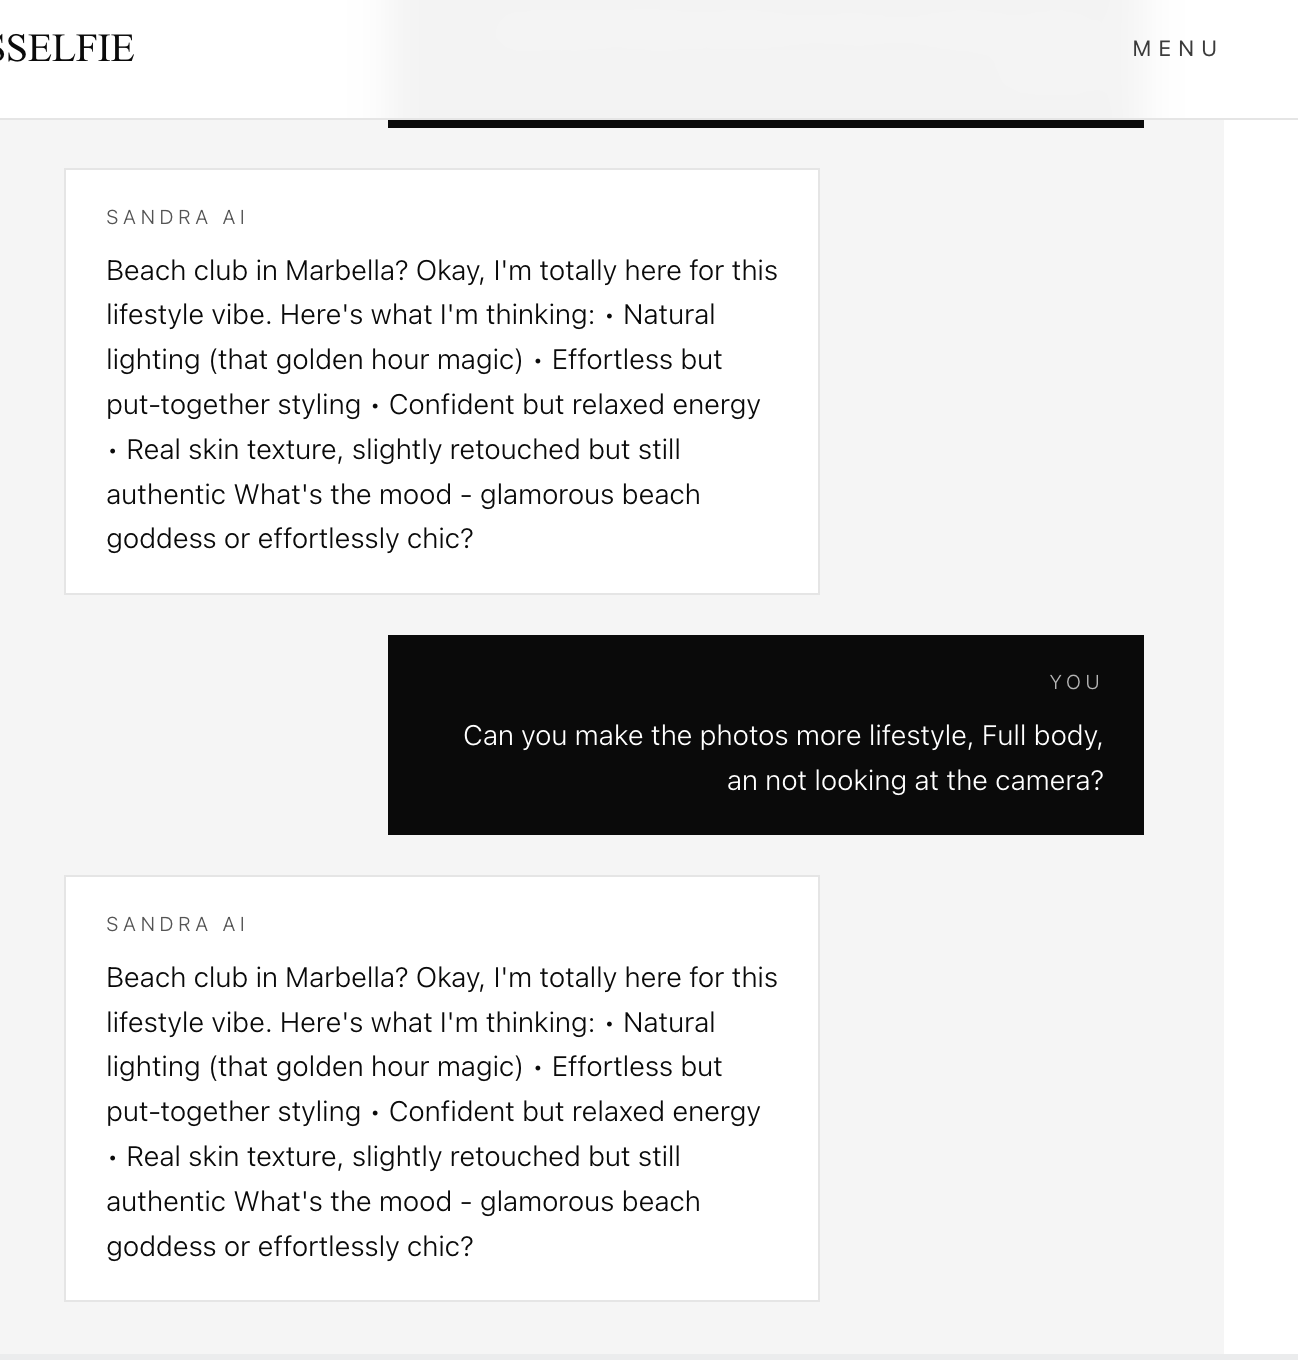 SSELFIE
MENU
SANDRA AI
Beach club in Marbella? Okay, I'm totally here for this
lifestyle vibe. Here's what I'm thinking: • Natural
lighting (that golden hour magic) • Effortless but
put-together styling • Confident but relaxed energy
• Real skin texture, slightly retouched but still
authentic What's the mood - glamorous beach
goddess or effortlessly chic?
YOU
Can you make the photos more lifestyle, Full body,
an not looking at the camera?
SANDRA AI
Beach club in Marbella? Okay, I'm totally here for this
lifestyle vibe. Here's what I'm thinking: • Natural
lighting (that golden hour magic) • Effortless but
put-together styling • Confident but relaxed energy
• Real skin texture, slightly retouched but still
authentic What's the mood - glamorous beach
goddess or effortlessly chic?